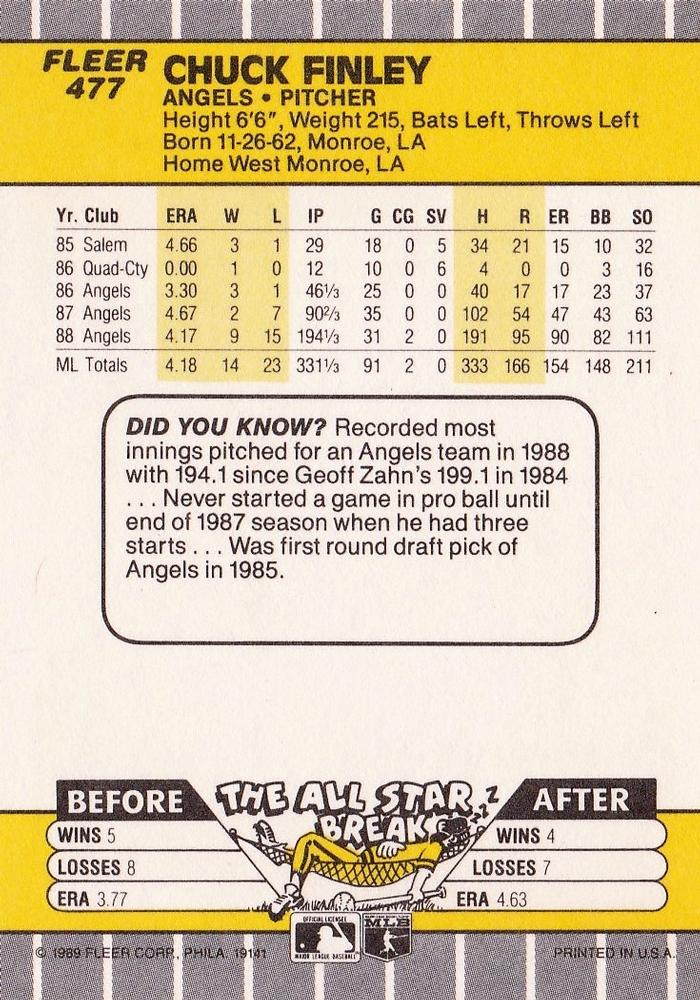 FLEER
477
CHUCK FINLEY
ANGELS • PITCHER
Height 6'6", Weight 215, Bats Left, Throws Left
Born 11-26-62, Monroe, LA
Home West Monroe, LA
Yr. Club ERA W L IP G CG SV H R ER BB SO
85 Salem 4.66 3 1 29 18 0 5 34 21 15 10 32
86 Quad-Cty 0.00 1 0 12 10 0 6 4 0 0 3 16
86 Angels 3.30 3 1 46⅓ 25 0 0 40 17 17 23 37
87 Angels 4.67 2 7 90⅔ 35 0 0 102 54 47 43 63
88 Angels 4.17 9 15 194⅓ 31 2 0 191 95 90 82 111
ML Totals 4.18 14 23 331⅓ 91 2 0 333 166 154 148 211
DID YOU KNOW? Recorded most
innings pitched for an Angels team in 1988
with 194.1 since Geoff Zahn's 199.1 in 1984
. . . Never started a game in pro ball until
end of 1987 season when he had three
starts . . . Was first round draft pick of
Angels in 1985.
BEFORE
THE ALL STAR
BREAK
Z Z Z
AFTER
WINS 5
WINS 4
LOSSES 8
LOSSES 7
ERA 3.77
ERA 4.63
OFFICIAL LICENSEE
MAJOR LEAGUE BASEBALL
MLB
© 1989 FLEER CORP., PHILA. 19141
PRINTED IN U.S.A.